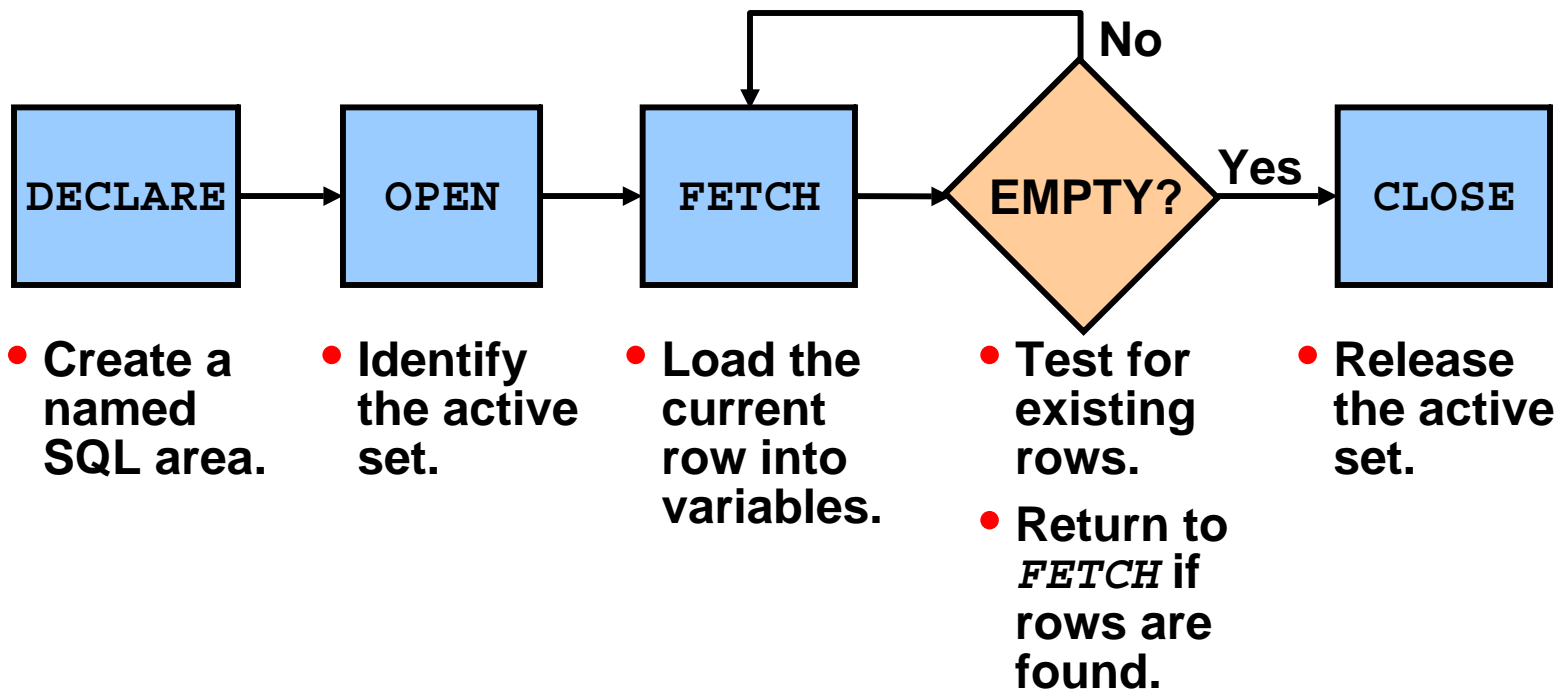 No
DECLARE
OPEN
FETCH
EMPTY?
Yes
CLOSE
• Create a
named
SQL area.
• Identify
the active
set.
• Load the
current
row into
variables.
• Test for
existing
rows.
• Return to
FETCH if
rows are
found.
• Release
the active
set.